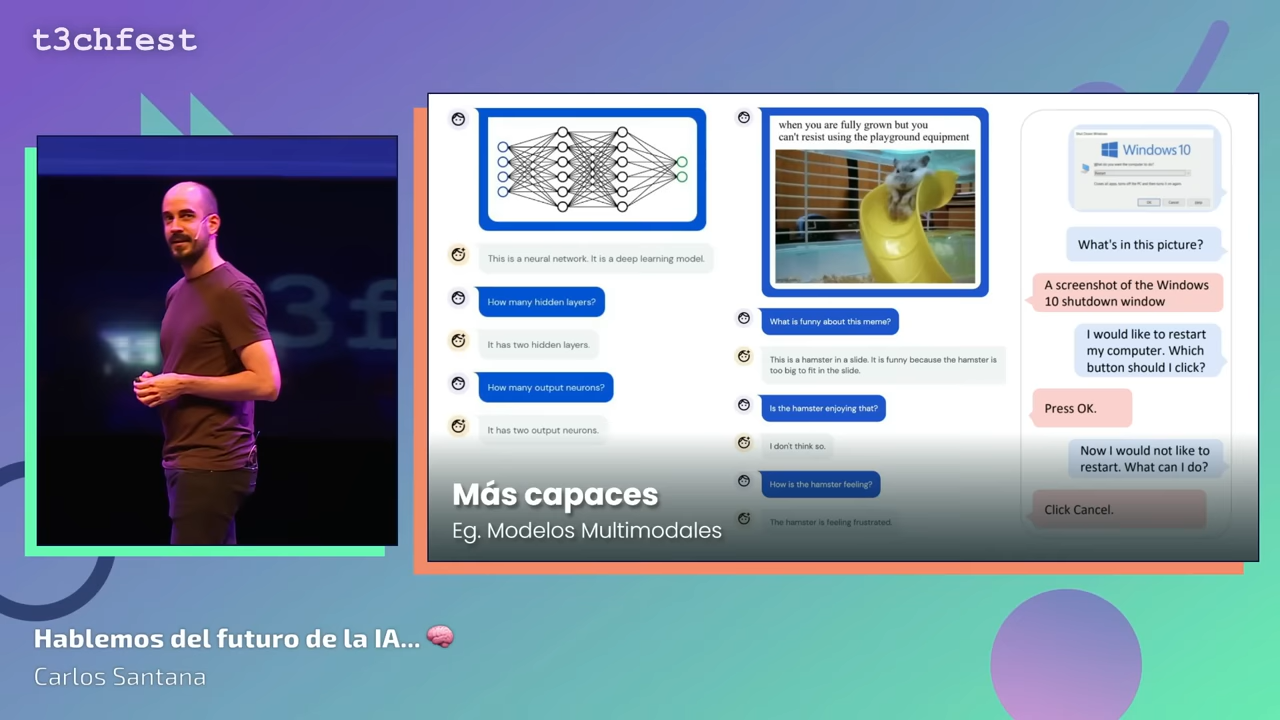 t3chfest
3f
This is a neural network. It is a deep learning model.
How many hidden layers?
It has two hidden layers.
How many output neurons?
It has two output neurons.
when you are fully grown but you
can't resist using the playground equipment
What is funny about this meme?
This is a hamster in a slide. It is funny because the hamster is
too big to fit in the slide.
Is the hamster enjoying that?
I don't think so.
How is the hamster feeling?
The hamster is feeling frustrated.
Windows 10
What's in this picture?
A screenshot of the Windows
10 shutdown window
I would like to restart
my computer. Which
button should I click?
Press OK.
Now I would not like to
restart. What can I do?
Click Cancel.
Más capaces
Eg. Modelos Multimodales
Hablemos del futuro de la IA... 🧠
Carlos Santana